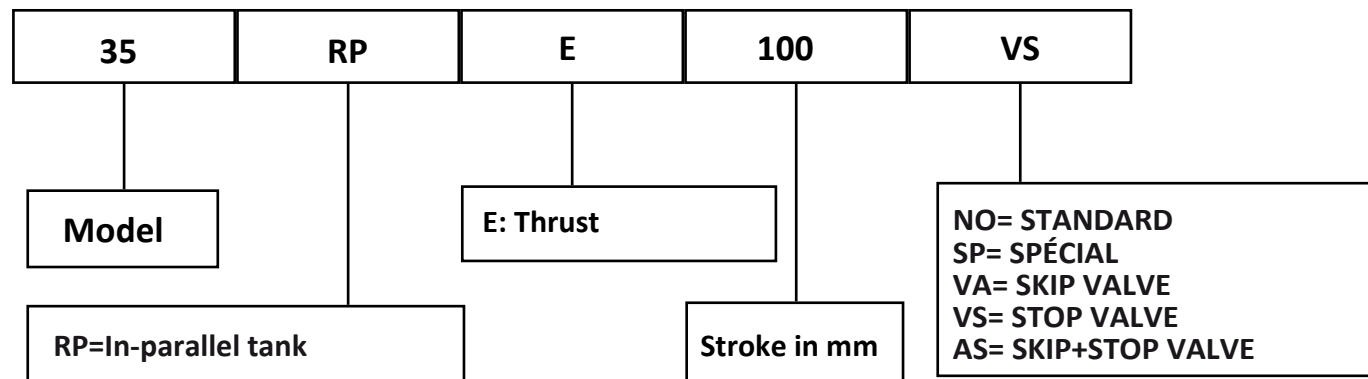 35 RP E 100 VS
Model
E: Thrust
RP=In-parallel tank
Stroke in mm
NO= STANDARD
SP= SPÉCIAL
VA= SKIP VALVE
VS= STOP VALVE
AS= SKIP+STOP VALVE